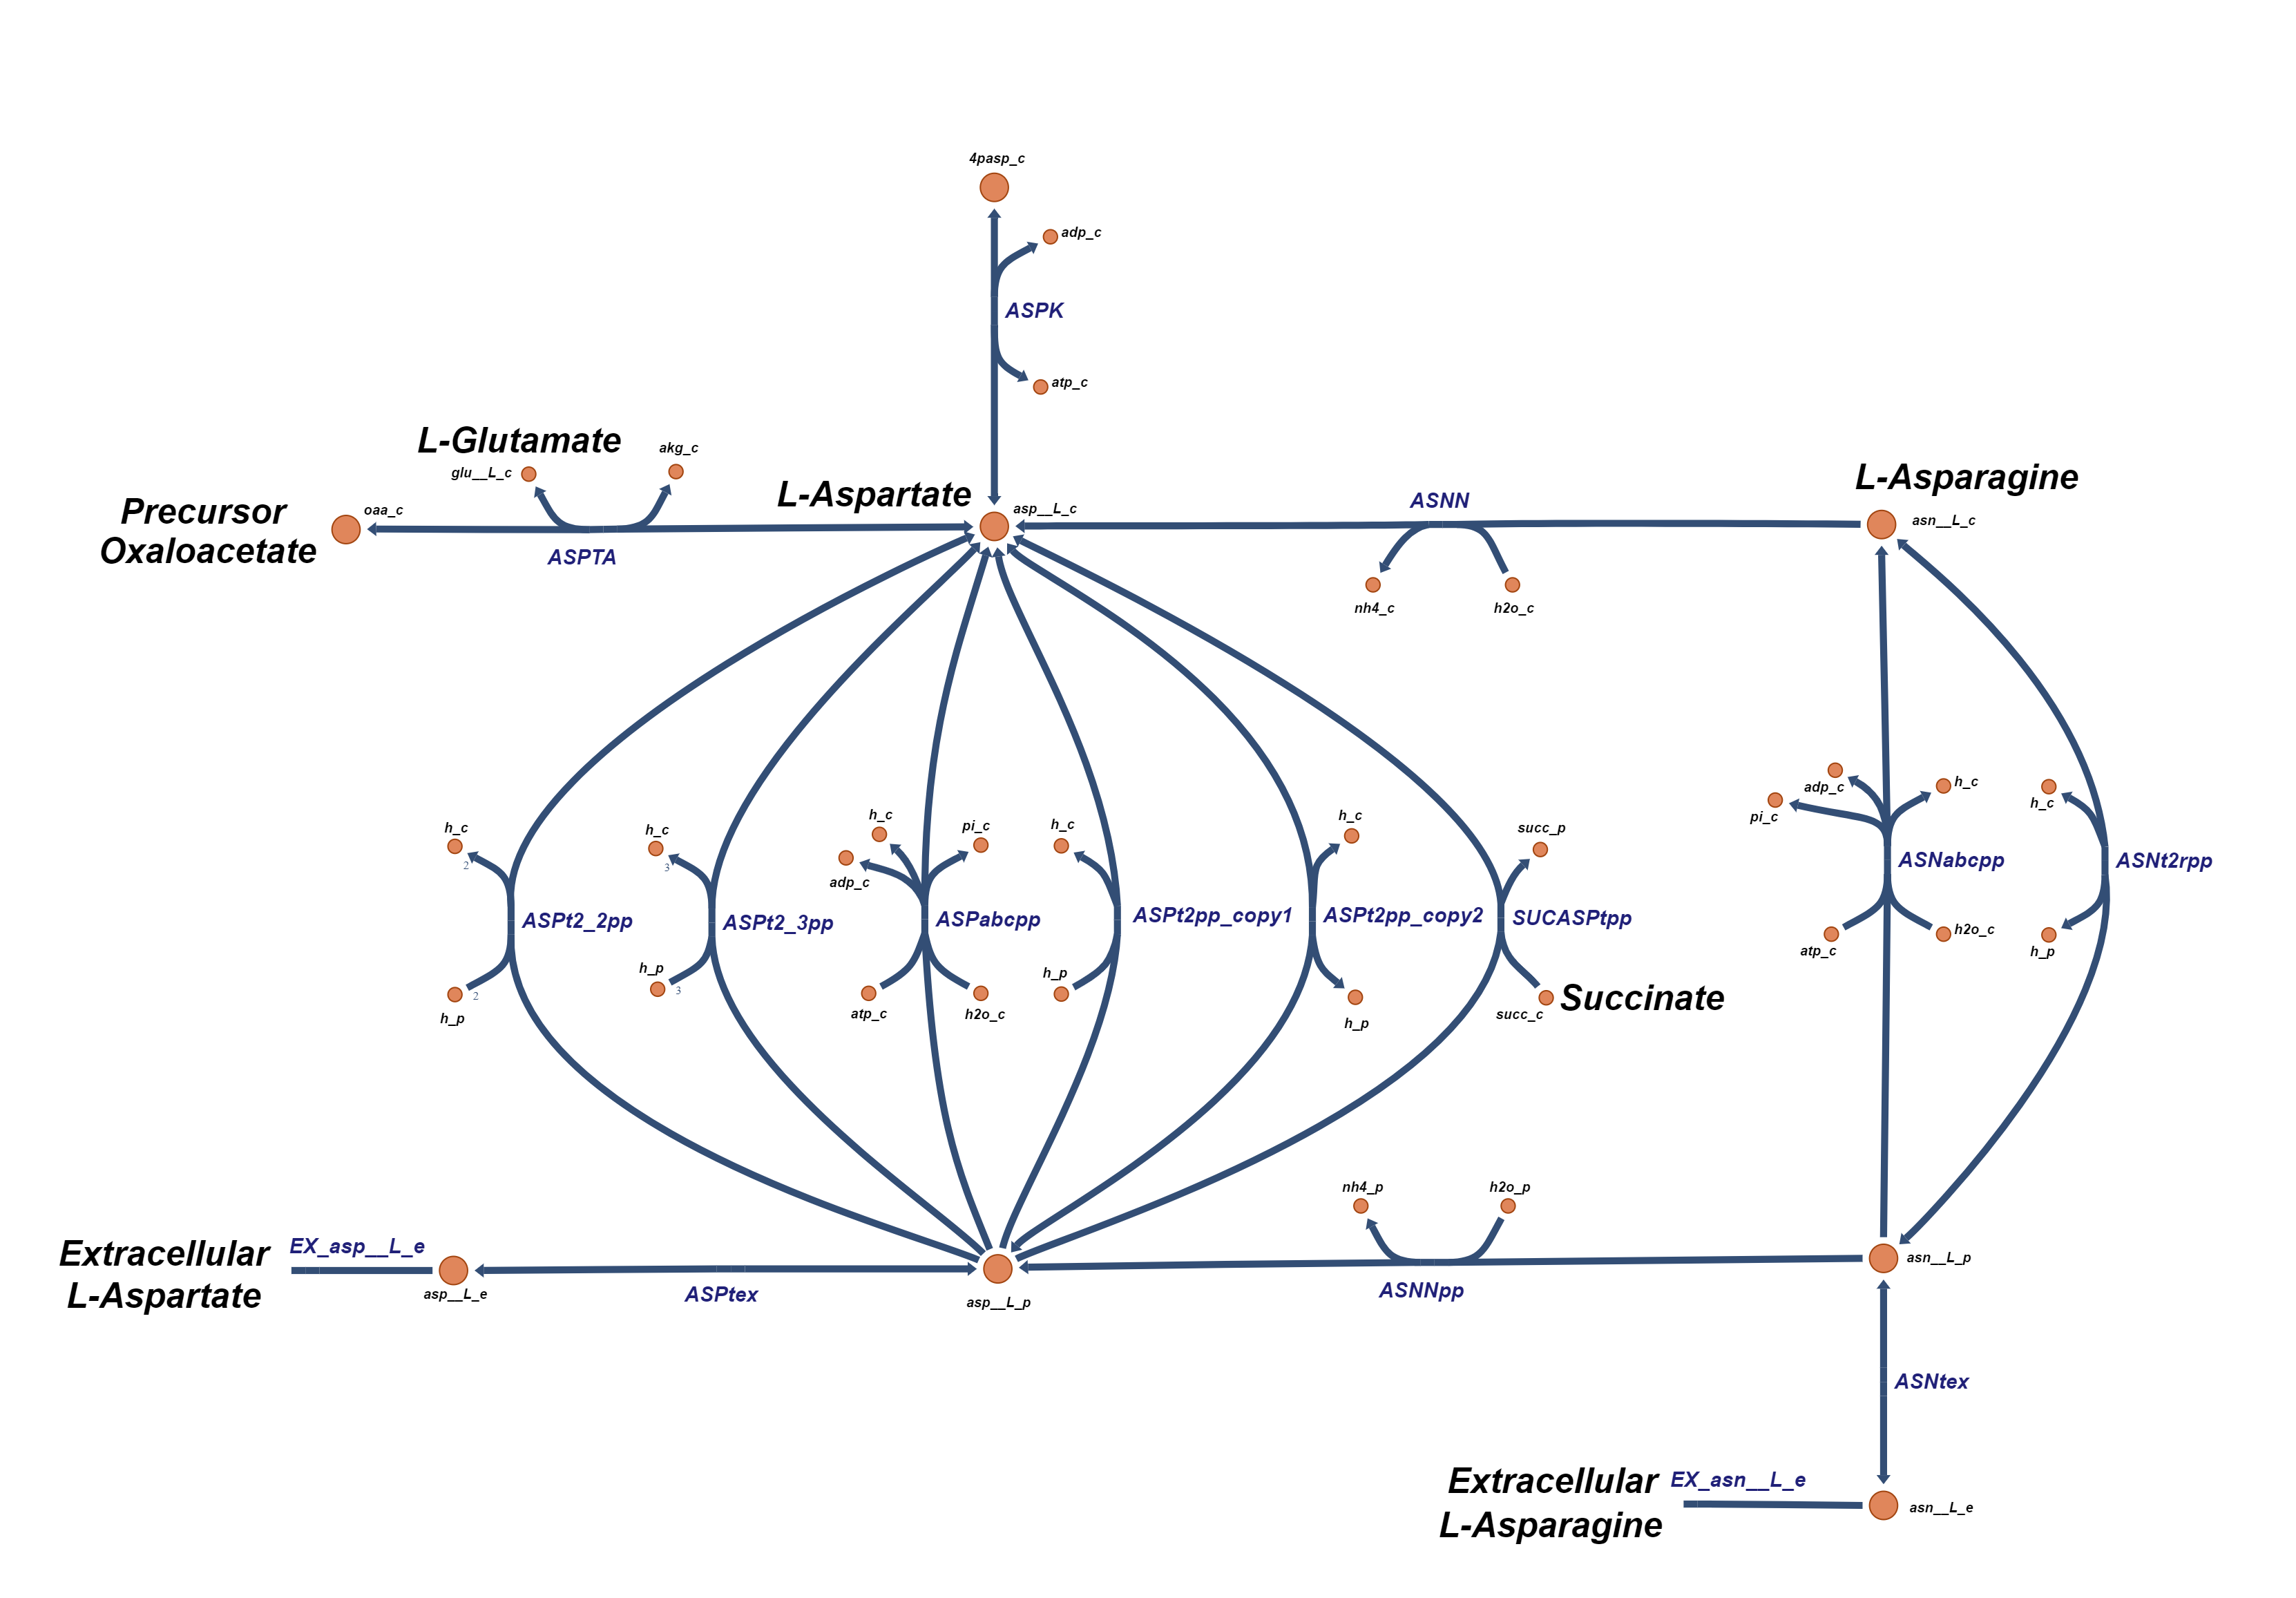 4pasp_c
adp_c
ASPK
atp_c
L-Glutamate
akg_c
glu__L_c
L-Aspartate
L-Asparagine
Precursor
Oxaloacetate
oaa_c
asp__L_c
ASNN
asn__L_c
ASPTA
nh4_c
h2o_c
h_c
2
ASPt2_2pp
2
h_p
h_c
3
ASPt2_3pp
h_p
3
h_c
pi_c
adp_c
ASPabcpp
atp_c
h2o_c
h_c
ASPt2pp_copy1
h_p
h_c
ASPt2pp_copy2
h_p
succ_p
SUCASPtpp
succ_c
Succinate
adp_c
h_c
pi_c
ASNabcpp
atp_c
h2o_c
h_c
ASNt2rpp
h_p
nh4_p
h2o_p
Extracellular
L-Aspartate
EX_asp__L_e
asp__L_e
ASPtex
asp__L_p
ASNNpp
asn__L_p
ASNtex
Extracellular
L-Asparagine
EX_asn__L_e
asn__L_e